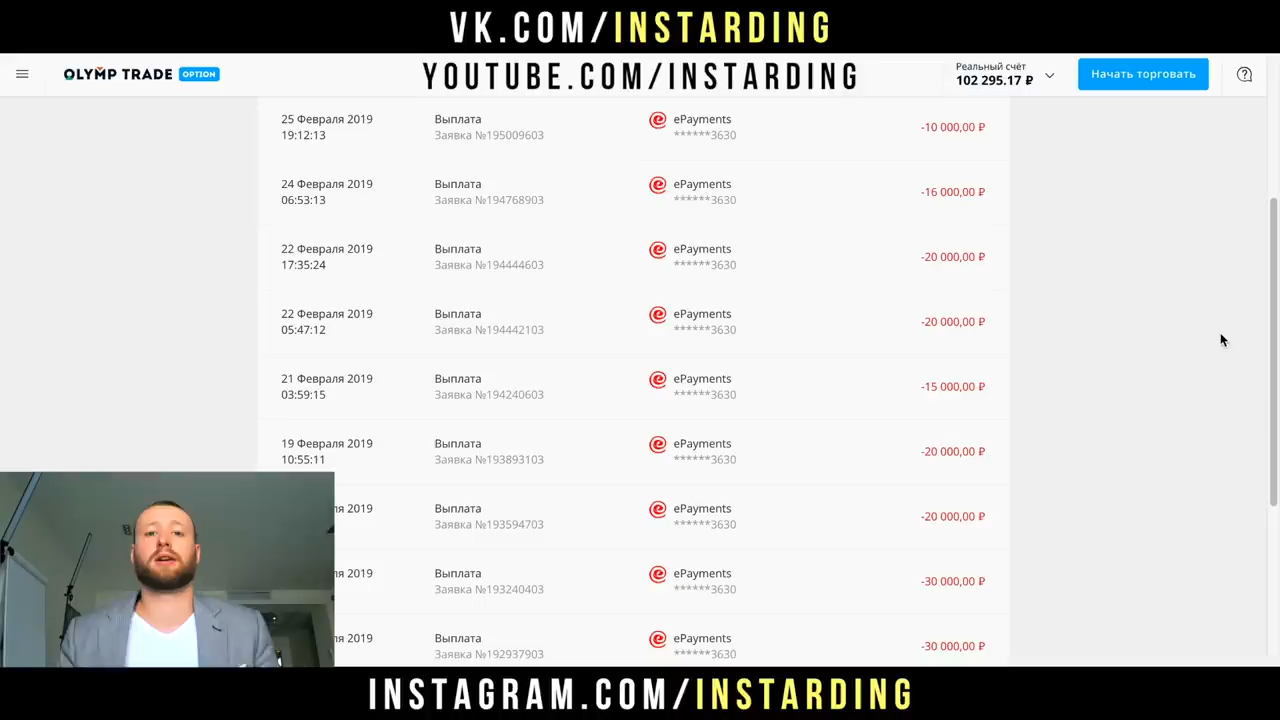 VK.COM/INSTARDING
OLYMP TRADE OPTION
YOUTUBE.COM/INSTARDING
Реальный счёт
102 295.17 ₽
Начать торговать
25 Февраля 2019
19:12:13
Выплата
Заявка №195009603
ePayments
******3630
-10 000,00 ₽
24 Февраля 2019
06:53:13
Выплата
Заявка №194768903
ePayments
******3630
-16 000,00 ₽
22 Февраля 2019
17:35:24
Выплата
Заявка №194444603
ePayments
******3630
-20 000,00 ₽
22 Февраля 2019
05:47:12
Выплата
Заявка №194442103
ePayments
******3630
-20 000,00 ₽
21 Февраля 2019
03:59:15
Выплата
Заявка №194240603
ePayments
******3630
-15 000,00 ₽
19 Февраля 2019
10:55:11
Выплата
Заявка №193893103
ePayments
******3630
-20 000,00 ₽
я 2019
Выплата
Заявка №193594703
ePayments
******3630
-20 000,00 ₽
я 2019
Выплата
Заявка №193240403
ePayments
******3630
-30 000,00 ₽
я 2019
Выплата
Заявка №192937903
ePayments
******3630
-30 000,00 ₽
INSTAGRAM.COM/INSTARDING